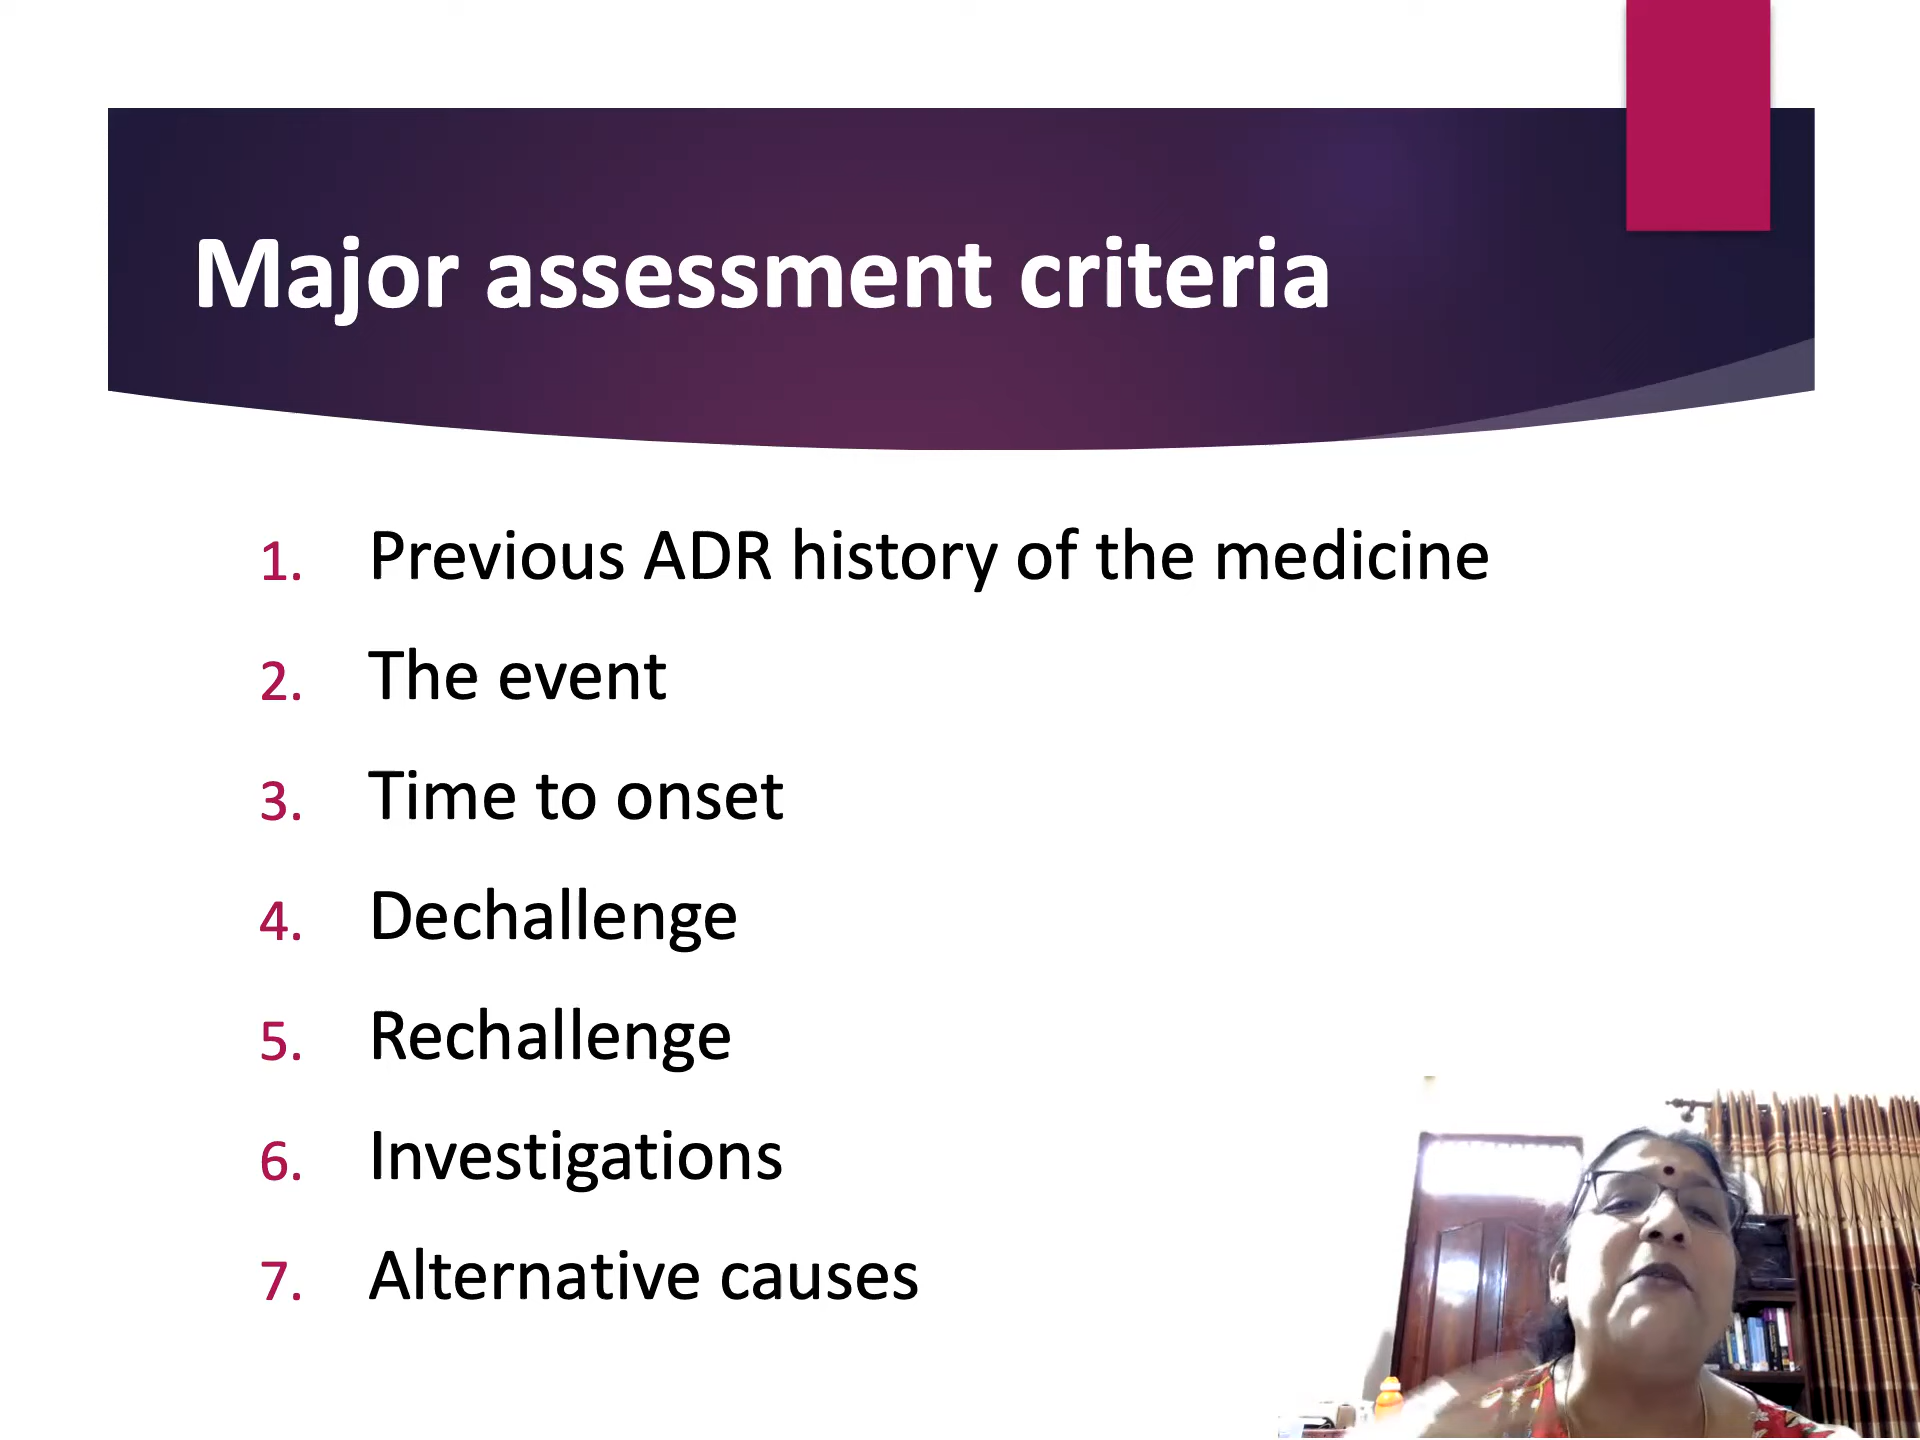 Major assessment criteria
1. Previous ADR history of the medicine
2. The event
3. Time to onset
4. Dechallenge
5. Rechallenge
6. Investigations
7. Alternative causes